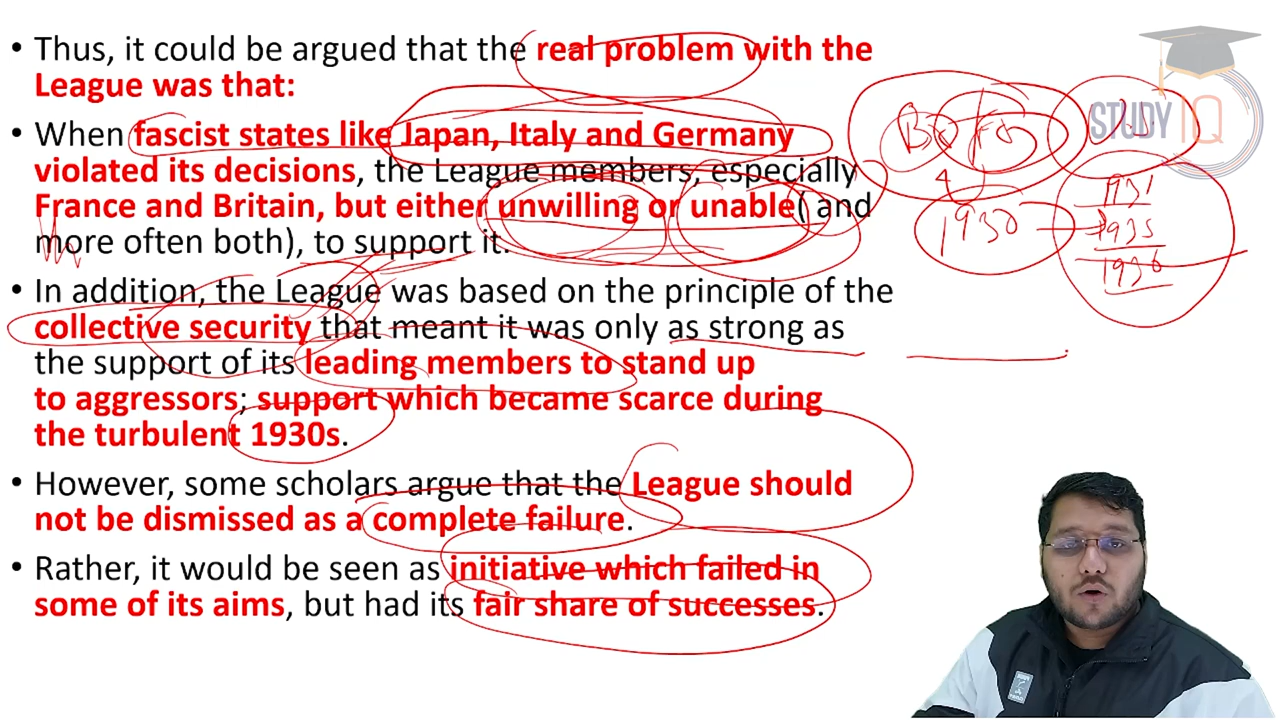 • Thus, it could be argued that the real problem with the
League was that:
• When fascist states like Japan, Italy and Germany
violated its decisions, the League members, especially
France and Britain, but either unwilling or unable( and
more often both), to support it.
• In addition, the League was based on the principle of the
collective security that meant it was only as strong as
the support of its leading members to stand up
to aggressors; support which became scarce during
the turbulent 1930s.
• However, some scholars argue that the League should
not be dismissed as a complete failure.
• Rather, it would be seen as initiative which failed in
some of its aims, but had its fair share of successes.
STUDY IQ
1930
1931
1935
1936